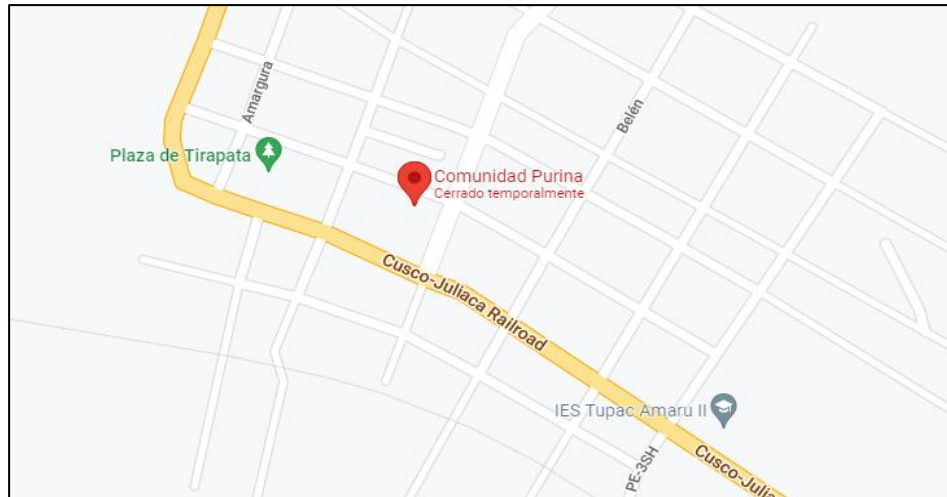 Amargura
Belén
Plaza de Tirapata
Comunidad Purina
Cerrado temporalmente
Cusco-Juliaca Railroad
IES Tupac Amaru II
PE-3SH
Cusco-Julia